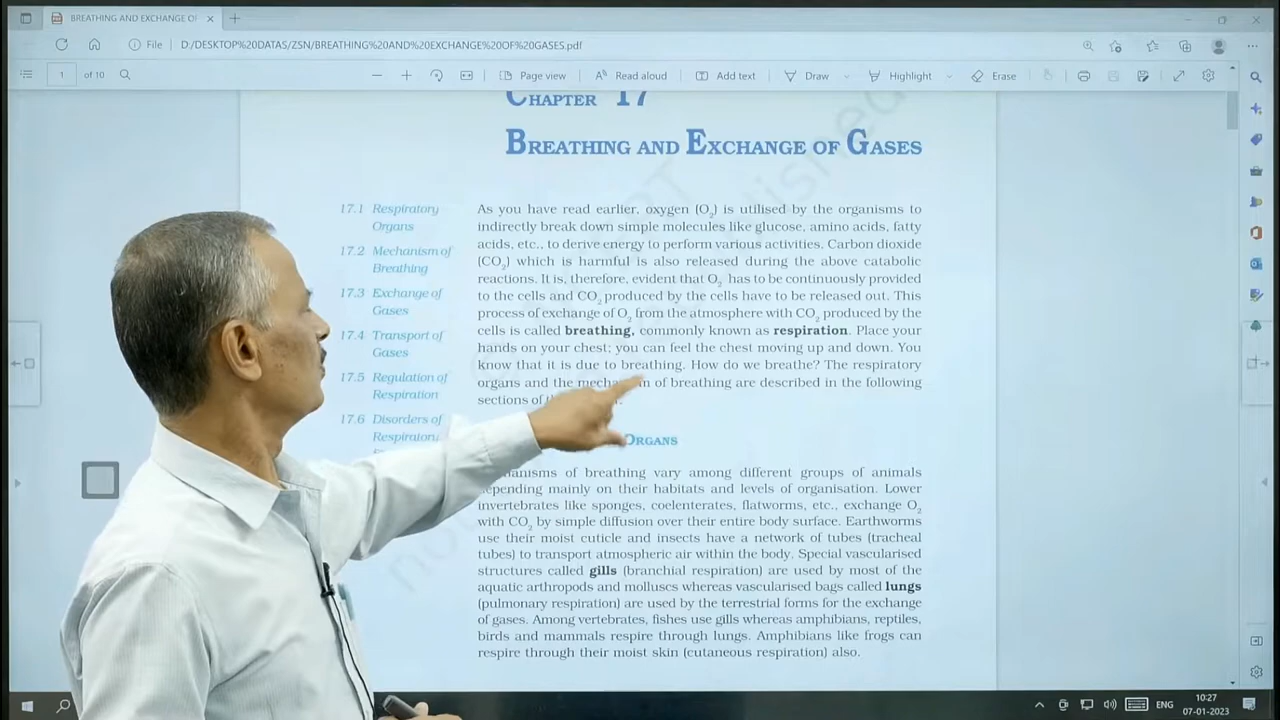 BREATHING AND EXCHANGE OF
File D:/DESKTOP%20DATAS/ZSN/BREATHING%20AND%20EXCHANGE%20OF%20GASES.pdf
1 of 10
Page view
Read aloud
Add text
Draw
Highlight
Erase
CHAPTER 17
BREATHING AND EXCHANGE OF GASES
17.1 Respiratory
Organs
17.2 Mechanism of
Breathing
17.3 Exchange of
Gases
17.4 Transport of
Gases
17.5 Regulation of
Respiration
17.6 Disorders of
Respiratory
As you have read earlier, oxygen (O2) is utilised by the organisms to
indirectly break down simple molecules like glucose, amino acids, fatty
acids, etc., to derive energy to perform various activities. Carbon dioxide
(CO2) which is harmful is also released during the above catabolic
reactions. It is, therefore, evident that O2 has to be continuously provided
to the cells and CO2 produced by the cells have to be released out. This
process of exchange of O2 from the atmosphere with CO2 produced by the
cells is called breathing, commonly known as respiration. Place your
hands on your chest; you can feel the chest moving up and down. You
know that it is due to breathing. How do we breathe? The respiratory
organs and the mechanism of breathing are described in the following
sections of
ORGANS
of breathing vary among different groups of animals
depending mainly on their habitats and levels of organisation. Lower
invertebrates like sponges, coelenterates, flatworms, etc., exchange O2
with CO2 by simple diffusion over their entire body surface. Earthworms
use their moist cuticle and insects have a network of tubes (tracheal
tubes) to transport atmospheric air within the body. Special vascularised
structures called gills (branchial respiration) are used by most of the
aquatic arthropods and molluscs whereas vascularised bags called lungs
(pulmonary respiration) are used by the terrestrial forms for the exchange
of gases. Among vertebrates, fishes use gills whereas amphibians, reptiles,
birds and mammals respire through lungs. Amphibians like frogs can
respire through their moist skin (cutaneous respiration) also.
ENG
10:27
07-01-2023